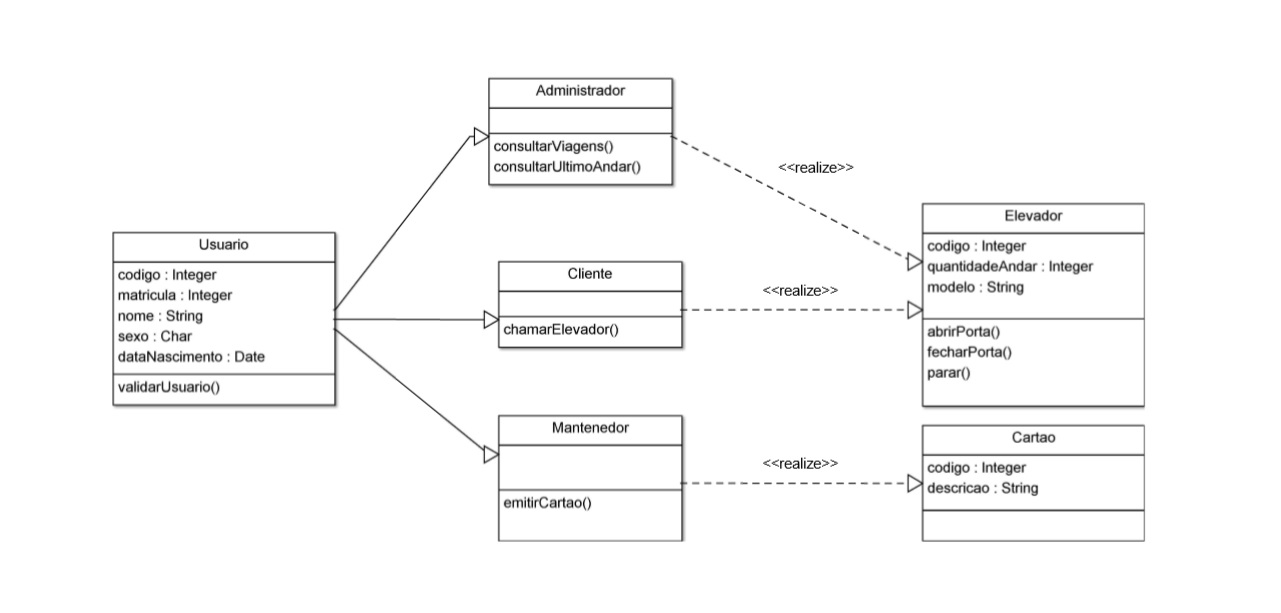 Administrador
consultarViagens()
consultarUltimoAndar()
<<realize>>
Usuario
codigo : Integer
matricula : Integer
nome : String
sexo : Char
dataNascimento : Date
validarUsuario()
Cliente
chamarElevador()
<<realize>>
Elevador
codigo : Integer
quantidadeAndar : Integer
modelo : String
abrirPorta()
fecharPorta()
parar()
Mantenedor
emitirCartao()
<<realize>>
Cartao
codigo : Integer
descricao : String